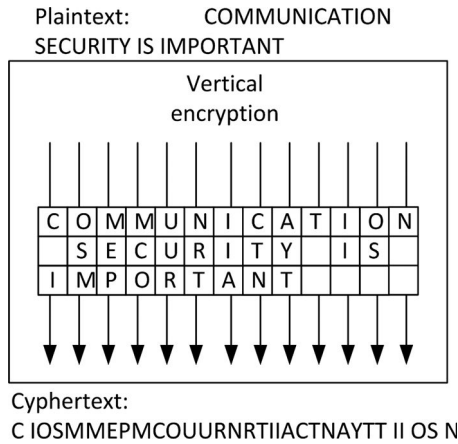 Plaintext: COMMUNICATION
SECURITY IS IMPORTANT
Vertical
encryption
C O M M U N I C A T I O N
S E C U R I T Y I S
I M P O R T A N T
Cyphertext:
C IOSMMEPMCOUURNRTIIACTNAYTT II OS N